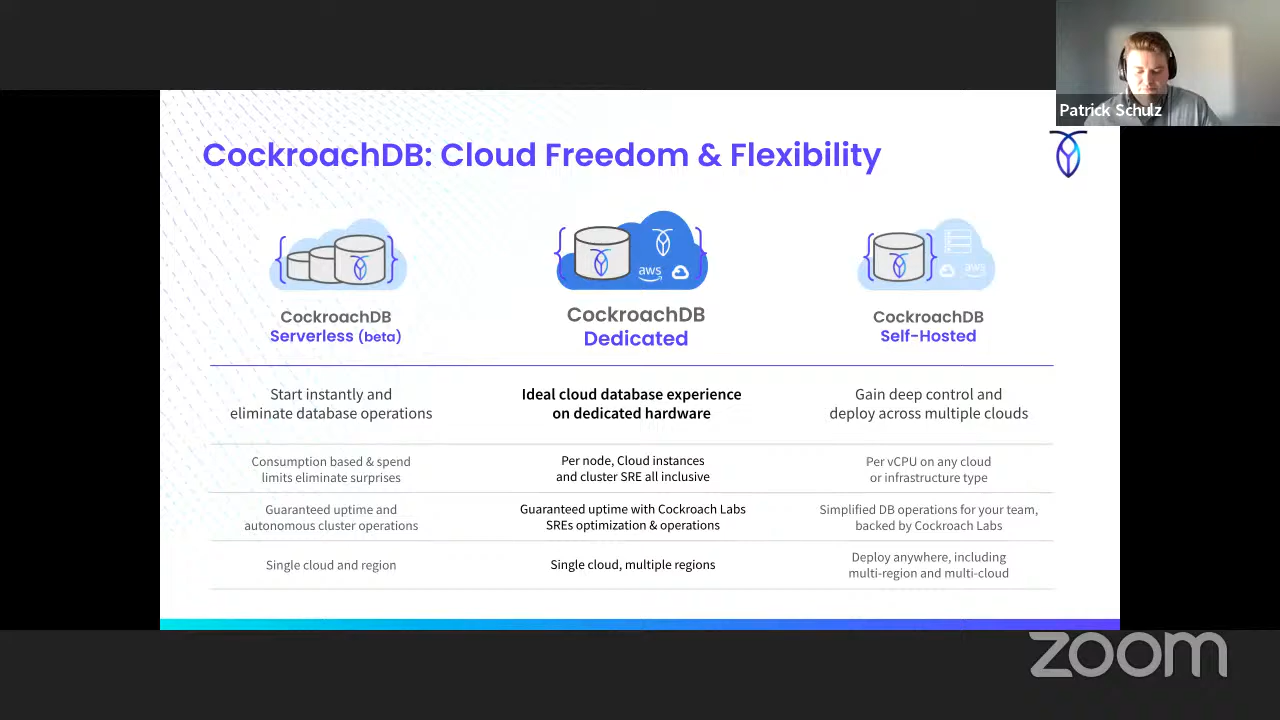 Patrick Schulz
CockroachDB: Cloud Freedom & Flexibility
aws
aws
CockroachDB
Serverless (beta)
CockroachDB
Dedicated
CockroachDB
Self-Hosted
Start instantly and
eliminate database operations
Ideal cloud database experience
on dedicated hardware
Gain deep control and
deploy across multiple clouds
Consumption based & spend
limits eliminate surprises
Per node, Cloud instances
and cluster SRE all inclusive
Per vCPU on any cloud
or infrastructure type
Guaranteed uptime and
autonomous cluster operations
Guaranteed uptime with Cockroach Labs
SREs optimization & operations
Simplified DB operations for your team,
backed by Cockroach Labs
Single cloud and region
Single cloud, multiple regions
Deploy anywhere, including
multi-region and multi-cloud
zoom